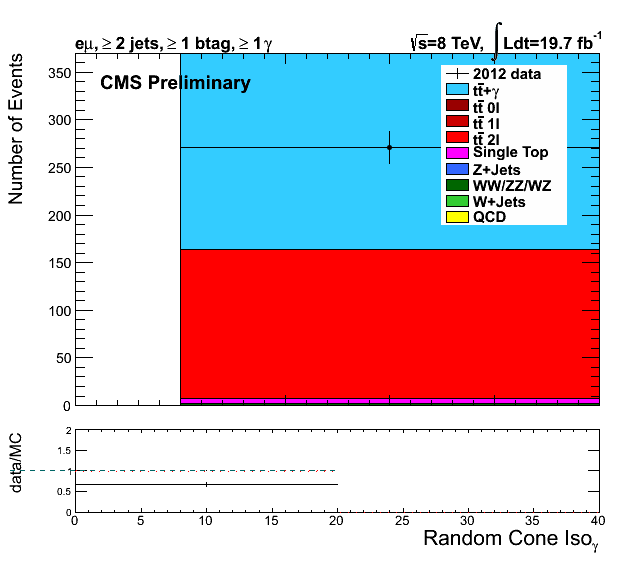 eμ, ≥ 2 jets, ≥ 1 btag, ≥ 1 γ
√s=8 TeV, ∫ Ldt=19.7 fb⁻¹
CMS Preliminary
2012 data
tt̄+γ
tt̄ 0l
tt̄ 1l
tt̄ 2l
Single Top
Z+Jets
WW/ZZ/WZ
W+Jets
QCD
Number of Events
350
300
250
200
150
100
50
0
data/MC
2
1.5
1
0.5
0
0 5 10 15 20 25 30 35 40
Random Cone Iso_γ